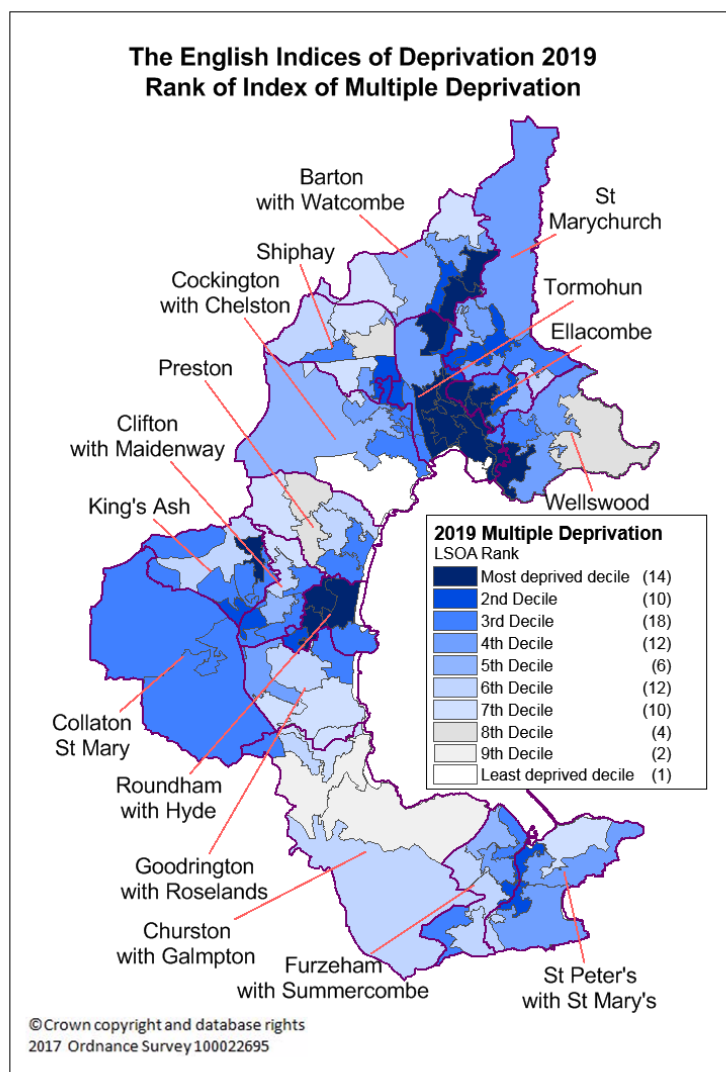 The English Indices of Deprivation 2019
Rank of Index of Multiple Deprivation
Barton
with Watcombe
St
Marychurch
Shiphay
Cockington
with Chelston
Tormohun
Ellacombe
Preston
Clifton
with Maidenway
King's Ash
Wellswood
2019 Multiple Deprivation
LSOA Rank
Most deprived decile (14)
2nd Decile (10)
3rd Decile (18)
4th Decile (12)
5th Decile (6)
6th Decile (12)
7th Decile (10)
8th Decile (4)
9th Decile (2)
Least deprived decile (1)
Collaton
St Mary
Roundham
with Hyde
Goodrington
with Roselands
Churston
with Galmpton
Furzeham
with Summercombe
St Peter's
with St Mary's
©Crown copyright and database rights
2017 Ordnance Survey 100022695